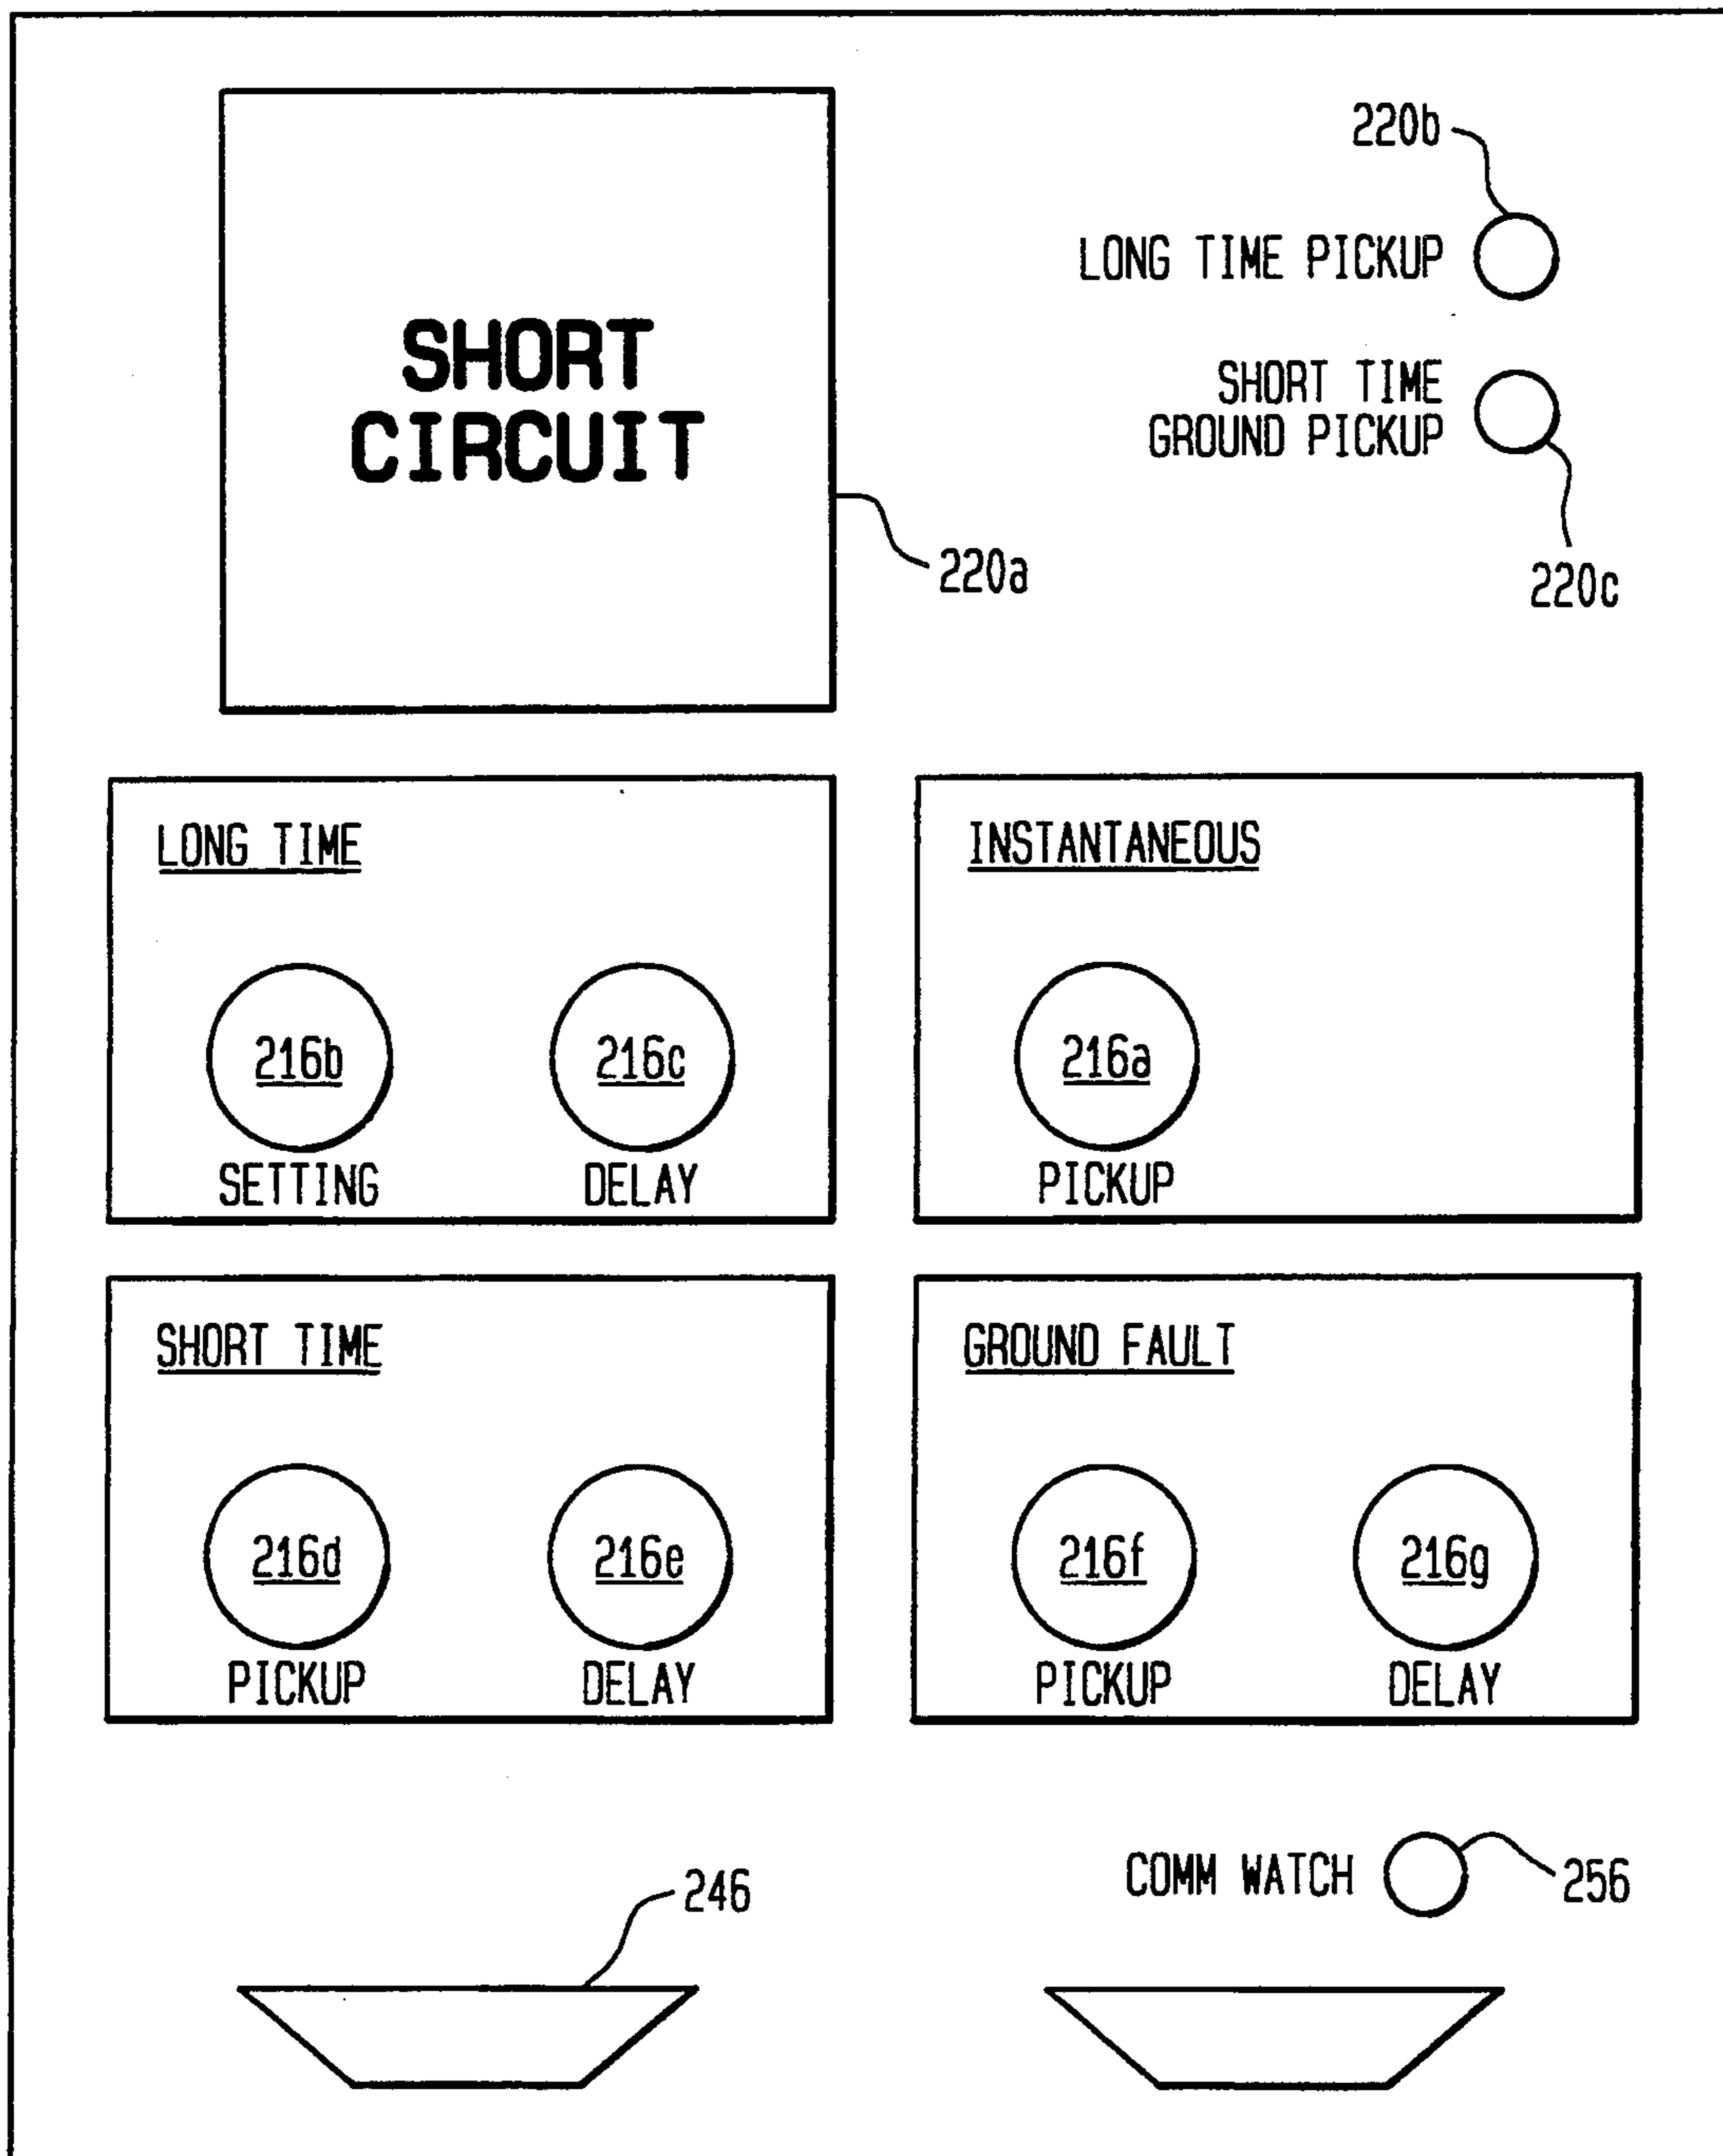 220b
LONG TIME PICKUP
SHORT
CIRCUIT
SHORT TIME
GROUND PICKUP
220a
220c
LONG TIME
216b
216c
SETTING
DELAY
INSTANTANEOUS
216a
PICKUP
SHORT TIME
216d
216e
PICKUP
DELAY
GROUND FAULT
216f
216g
PICKUP
DELAY
COMM WATCH
256
246